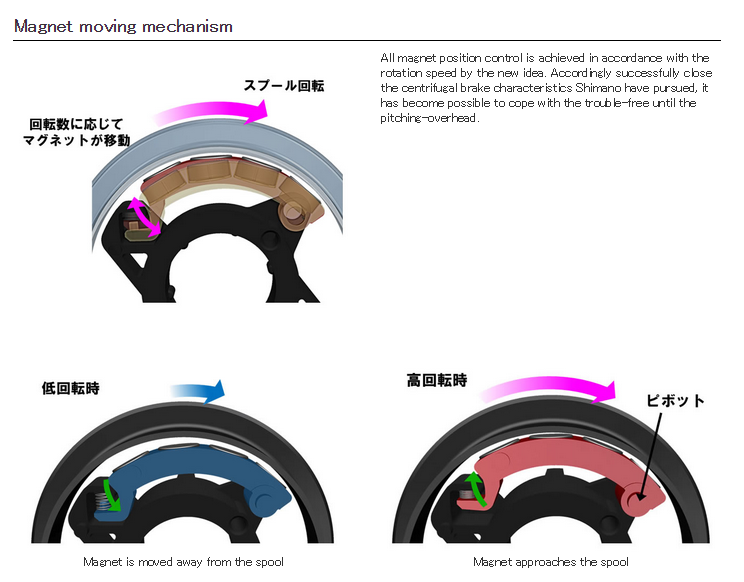 Magnet moving mechanism
All magnet position control is achieved in accordance with the
rotation speed by the new idea. Accordingly successfully close
the centrifugal brake characteristics Shimano have pursued, it
has become possible to cope with the trouble-free until the
pitching-overhead.
スプール回転
回転数に応じて
マグネットが移動
低回転時
高回転時
ピボット
Magnet is moved away from the spool
Magnet approaches the spool